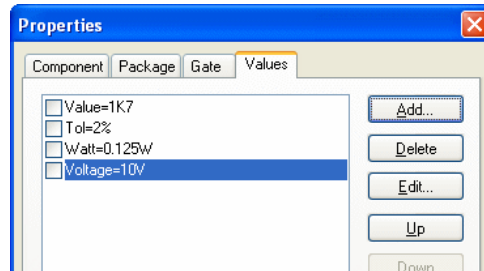 Properties
Component Package Gate Values
Value=1K7
Tol=2%
Watt=0.125W
Voltage=10V
Add...
Delete
Edit...
Up
Down